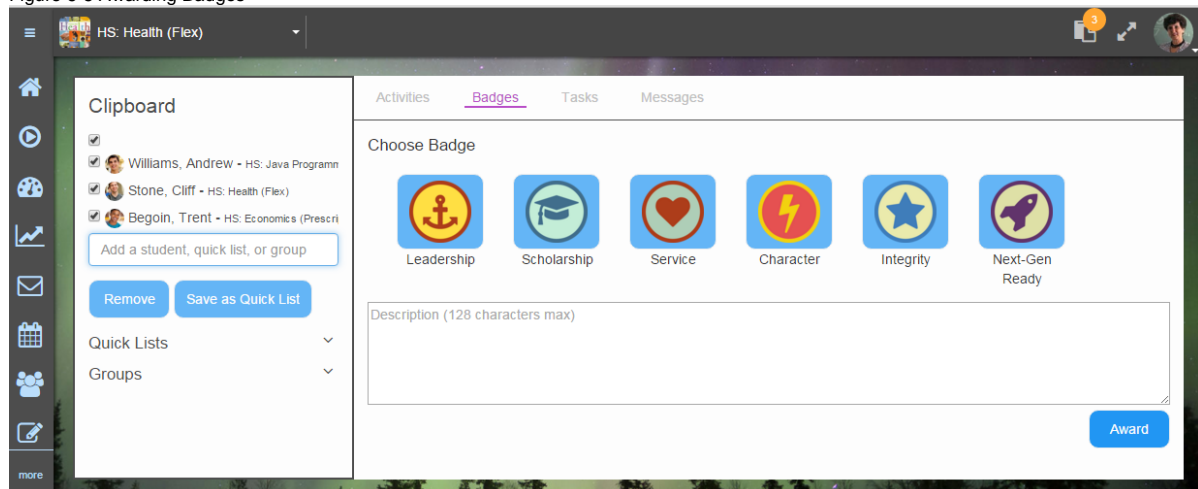 HS: Health (Flex)
3
Clipboard
Williams, Andrew - HS: Java Programm
Stone, Cliff - HS: Health (Flex)
Begoin, Trent - HS: Economics (Prescri
Add a student, quick list, or group
Remove
Save as Quick List
Quick Lists
Groups
more
Activities Badges Tasks Messages
Choose Badge
Leadership Scholarship Service Character Integrity Next-Gen
Ready
Description (128 characters max)
Award